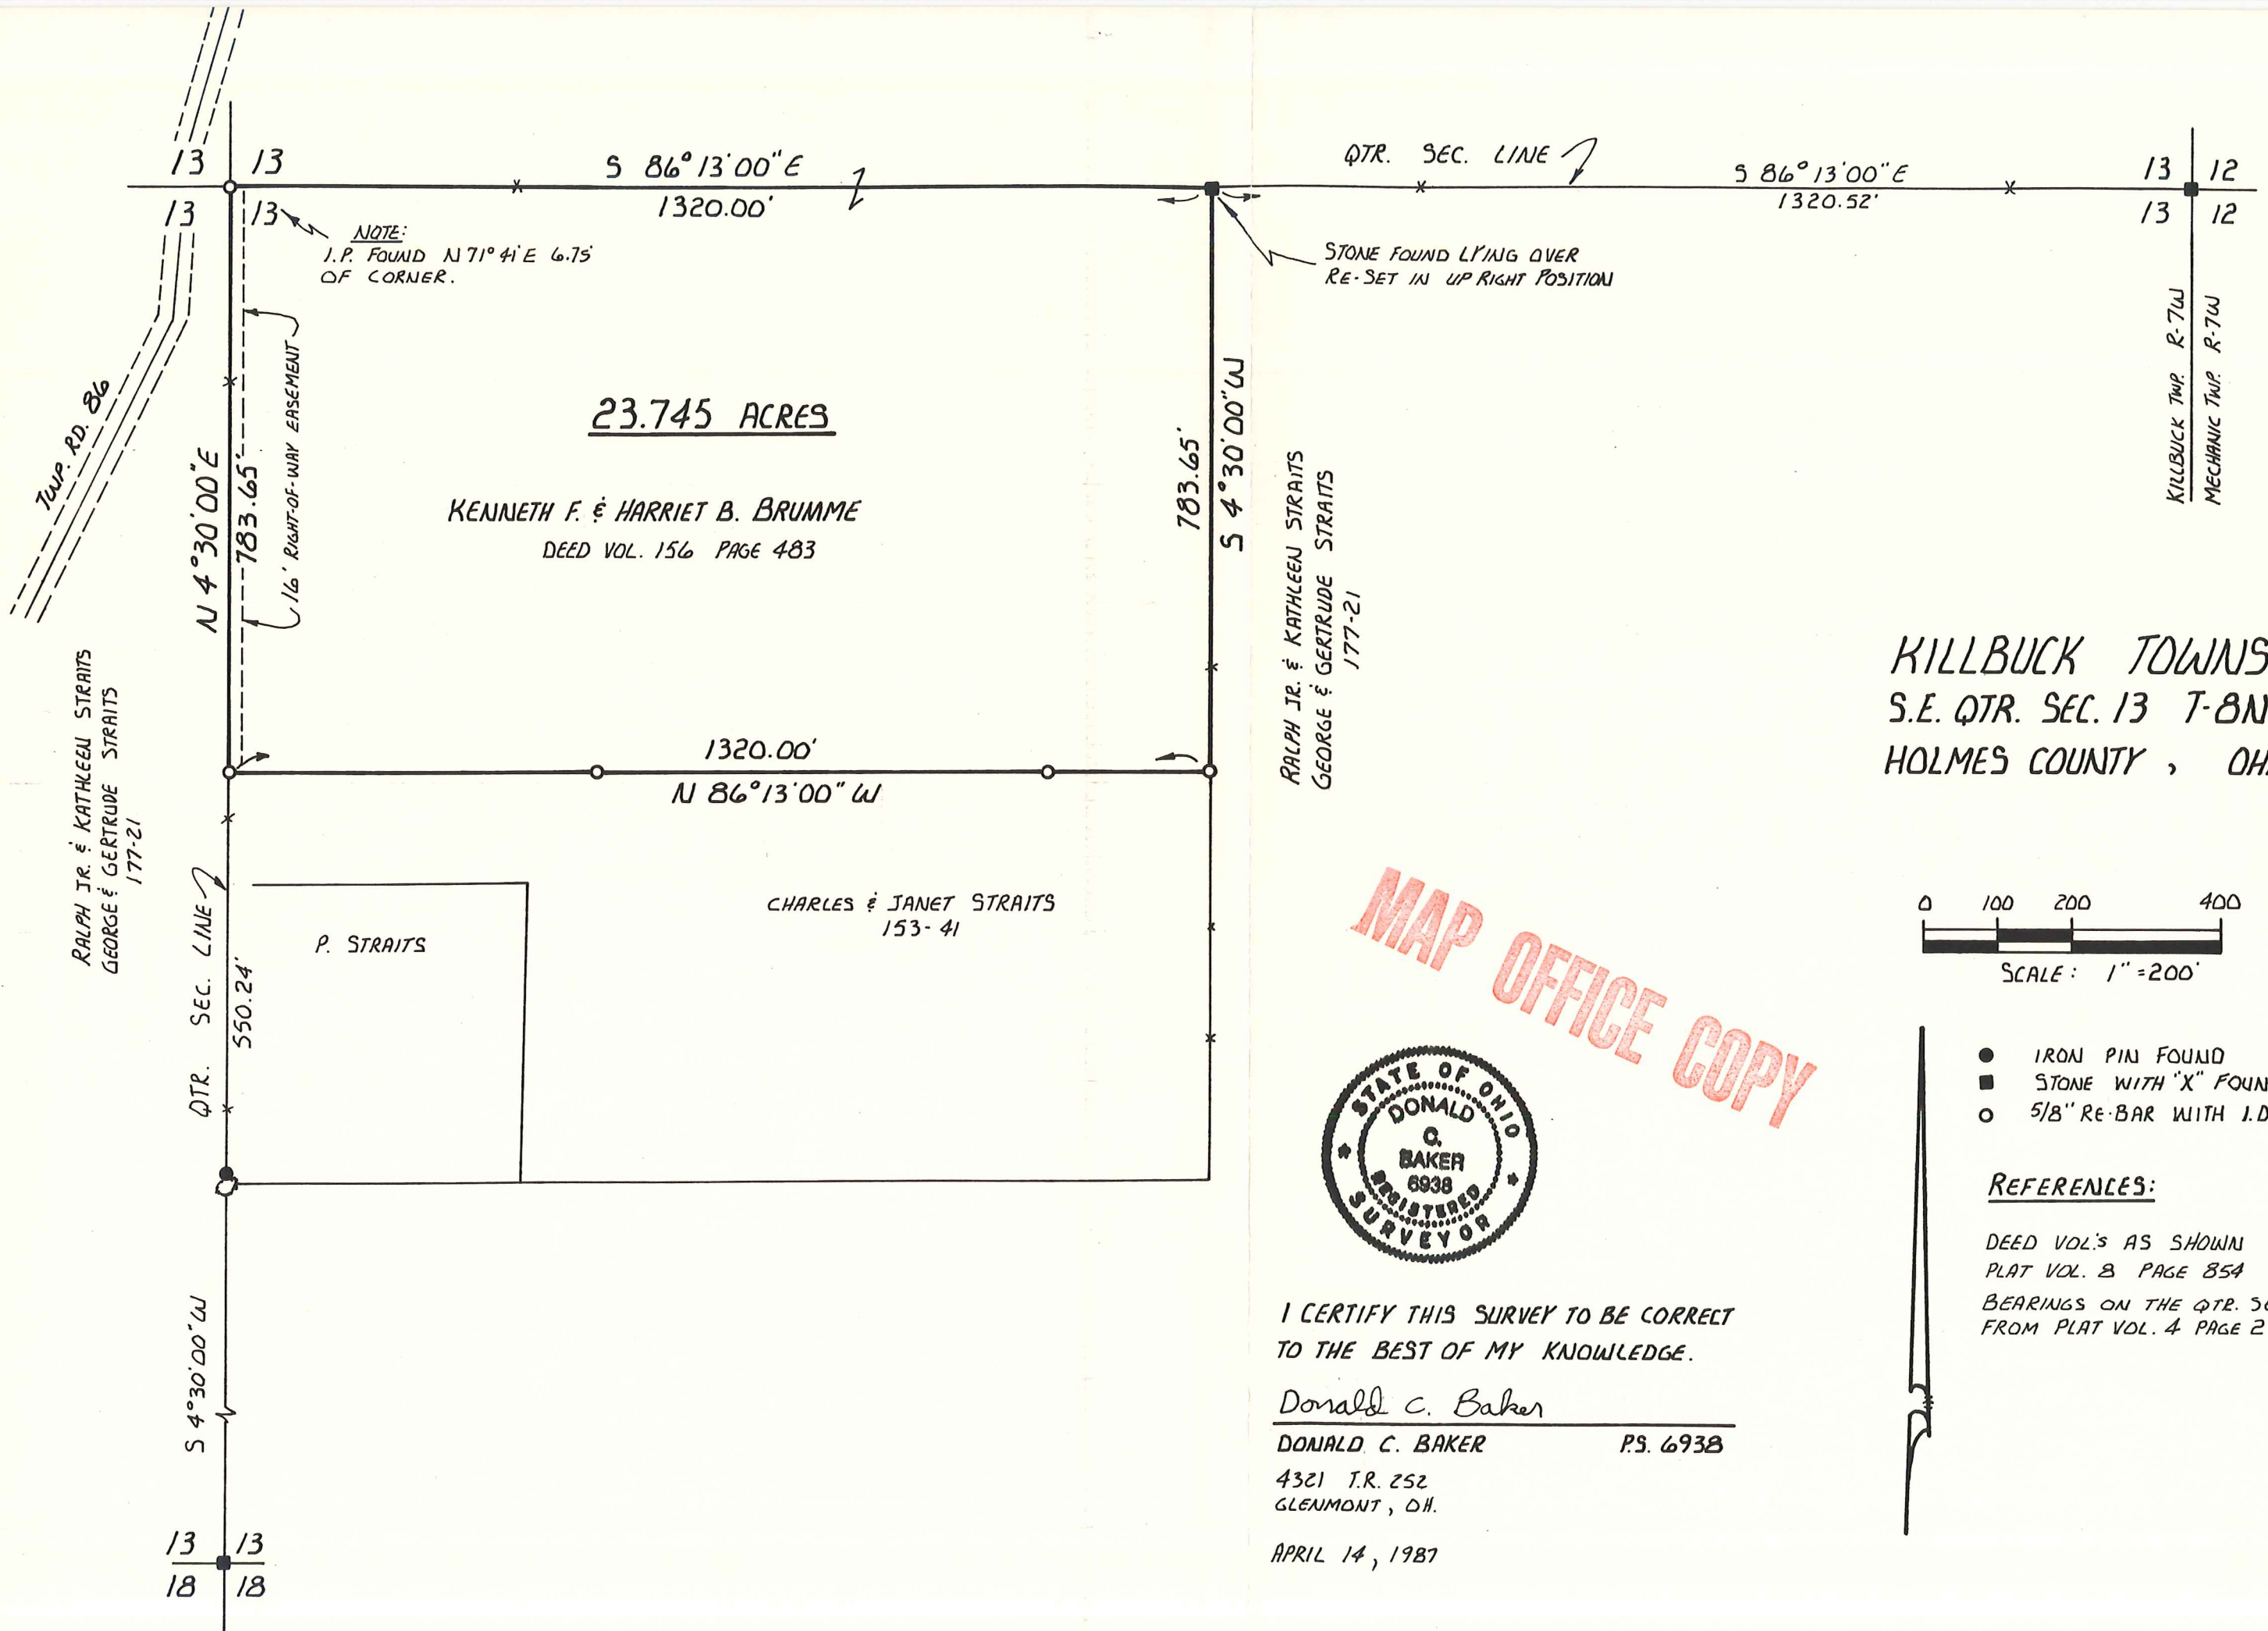 13 13
13 13
S 86°13'00"E
1320.00'
NOTE:
I.P. FOUND N 71°41'E 6.75'
OF CORNER.
QTR. SEC. LINE
S 86°13'00"E
1320.52'
13 12
13 12
STONE FOUND LYING OVER
RE-SET IN UP RIGHT POSITION
KILLBUCK TWP. R-7W
MECHANIC TWP. R-7W
TWP. RD. 86
N 4°30'00"E
783.65'
16' RIGHT-OF-WAY EASEMENT
23.745 ACRES
KENNETH F. & HARRIET B. BRUMME
DEED VOL. 156 PAGE 483
783.65'
S 4°30'00"W
RALPH JR. & KATHLEEN STRAITS
GEORGE & GERTRUDE STRAITS
177-21
RALPH JR. & KATHLEEN STRAITS
GEORGE & GERTRUDE STRAITS
177-21
1320.00'
N 86°13'00"W
KILLBUCK TOWNS
S.E. QTR. SEC. 13 T-8N
HOLMES COUNTY, OH
QTR. SEC. LINE
550.24'
P. STRAITS
CHARLES & JANET STRAITS
153-41
MAP OFFICE COPY
0 100 200 400
SCALE: 1"=200'
IRON PIN FOUND
STONE WITH "X" FOUN
5/8" RE-BAR WITH I.D
STATE OF OHIO
DONALD
C.
BAKER
6938
REGISTERED
SURVEYOR
REFERENCES:
DEED VOL'S AS SHOWN
PLAT VOL. 8 PAGE 854
BEARINGS ON THE QTR. SE
FROM PLAT VOL. 4 PAGE 2
I CERTIFY THIS SURVEY TO BE CORRECT
TO THE BEST OF MY KNOWLEDGE.
Donald C. Baker
DONALD C. BAKER P.S. 6938
4321 T.R. 252
GLENMONT, OH.
APRIL 14, 1987
S 4°30'00"W
13 13
18 18